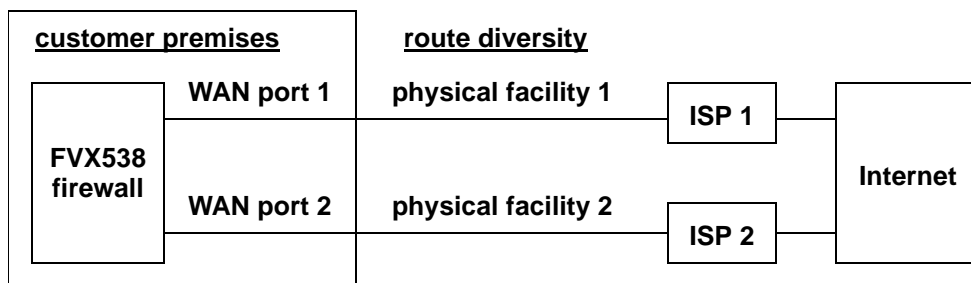 customer premises
route diversity
WAN port 1
physical facility 1
ISP 1
FVX538
firewall
Internet
WAN port 2
physical facility 2
ISP 2